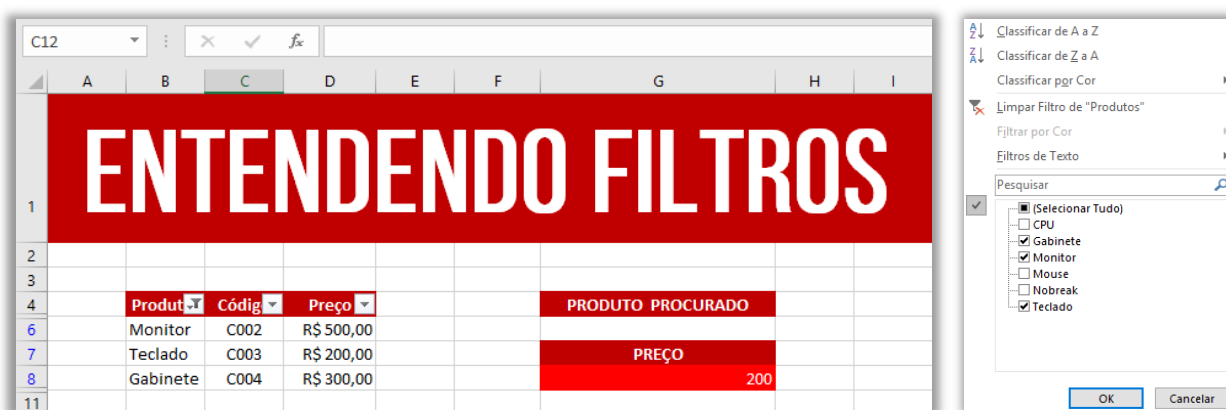 C12
fx
A B C D E F G H I
1 ENTENDENDO FILTROS
2
3
4 Produt Códig Preço PRODUTO PROCURADO
6 Monitor C002 R$ 500,00
7 Teclado C003 R$ 200,00 PREÇO
8 Gabinete C004 R$ 300,00 200
11
Classificar de A a Z
Classificar de Z a A
Classificar por Cor
Limpar Filtro de "Produtos"
Filtrar por Cor
Filtros de Texto
Pesquisar
(Selecionar Tudo)
CPU
Gabinete
Monitor
Mouse
Nobreak
Teclado
OK Cancelar